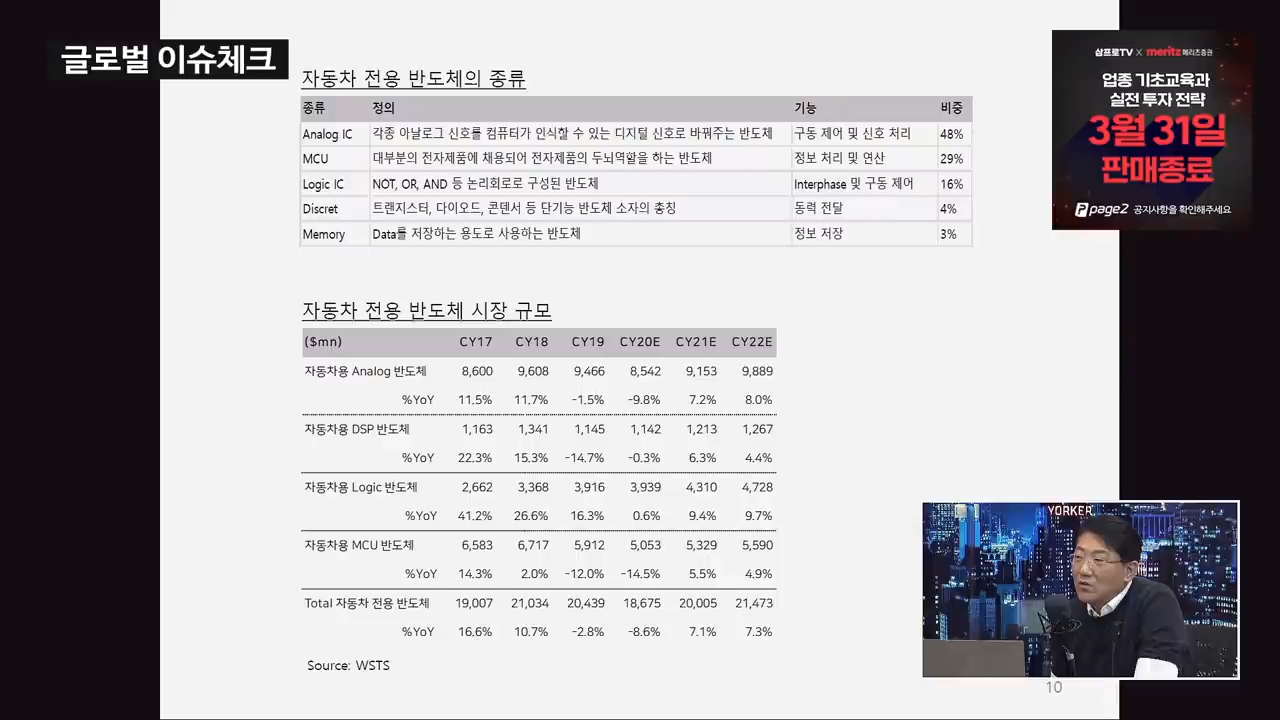 글로벌 이슈체크
삼프로TV X meritz 메리츠증권
업종 기초교육과
실전 투자 전략
3월 31일
판매종료
page2 공지사항을 확인해주세요
자동차 전용 반도체의 종류
종류 정의 기능 비중
Analog IC 각종 아날로그 신호를 컴퓨터가 인식할 수 있는 디지털 신호로 바꿔주는 반도체 구동 제어 및 신호 처리 48%
MCU 대부분의 전자제품에 채용되어 전자제품의 두뇌역할을 하는 반도체 정보 처리 및 연산 29%
Logic IC NOT, OR, AND 등 논리회로로 구성된 반도체 Interphase 및 구동 제어 16%
Discret 트랜지스터, 다이오드, 콘덴서 등 단기능 반도체 소자의 총칭 동력 전달 4%
Memory Data를 저장하는 용도로 사용하는 반도체 정보 저장 3%
자동차 전용 반도체 시장 규모
($mn) CY17 CY18 CY19 CY20E CY21E CY22E
자동차용 Analog 반도체 8,600 9,608 9,466 8,542 9,153 9,889
%YoY 11.5% 11.7% -1.5% -9.8% 7.2% 8.0%
자동차용 DSP 반도체 1,163 1,341 1,145 1,142 1,213 1,267
%YoY 22.3% 15.3% -14.7% -0.3% 6.3% 4.4%
자동차용 Logic 반도체 2,662 3,368 3,916 3,939 4,310 4,728
%YoY 41.2% 26.6% 16.3% 0.6% 9.4% 9.7%
자동차용 MCU 반도체 6,583 6,717 5,912 5,053 5,329 5,590
%YoY 14.3% 2.0% -12.0% -14.5% 5.5% 4.9%
Total 자동차 전용 반도체 19,007 21,034 20,439 18,675 20,005 21,473
%YoY 16.6% 10.7% -2.8% -8.6% 7.1% 7.3%
Source: WSTS
YORKER
10